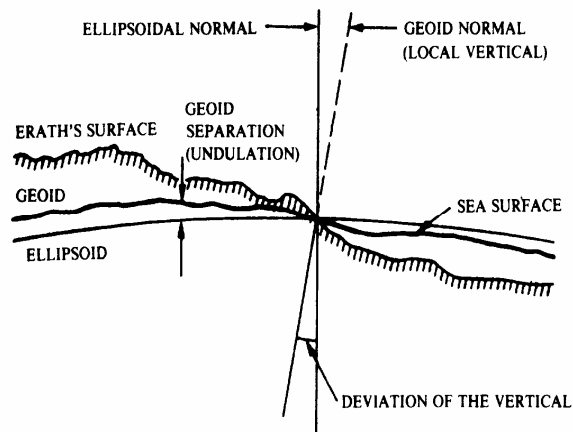 ELLIPSOIDAL NORMAL
GEOID NORMAL
(LOCAL VERTICAL)
GEOID
SEPARATION
(UNDULATION)
ERATH'S SURFACE
GEOID
SEA SURFACE
ELLIPSOID
DEVIATION OF THE VERTICAL